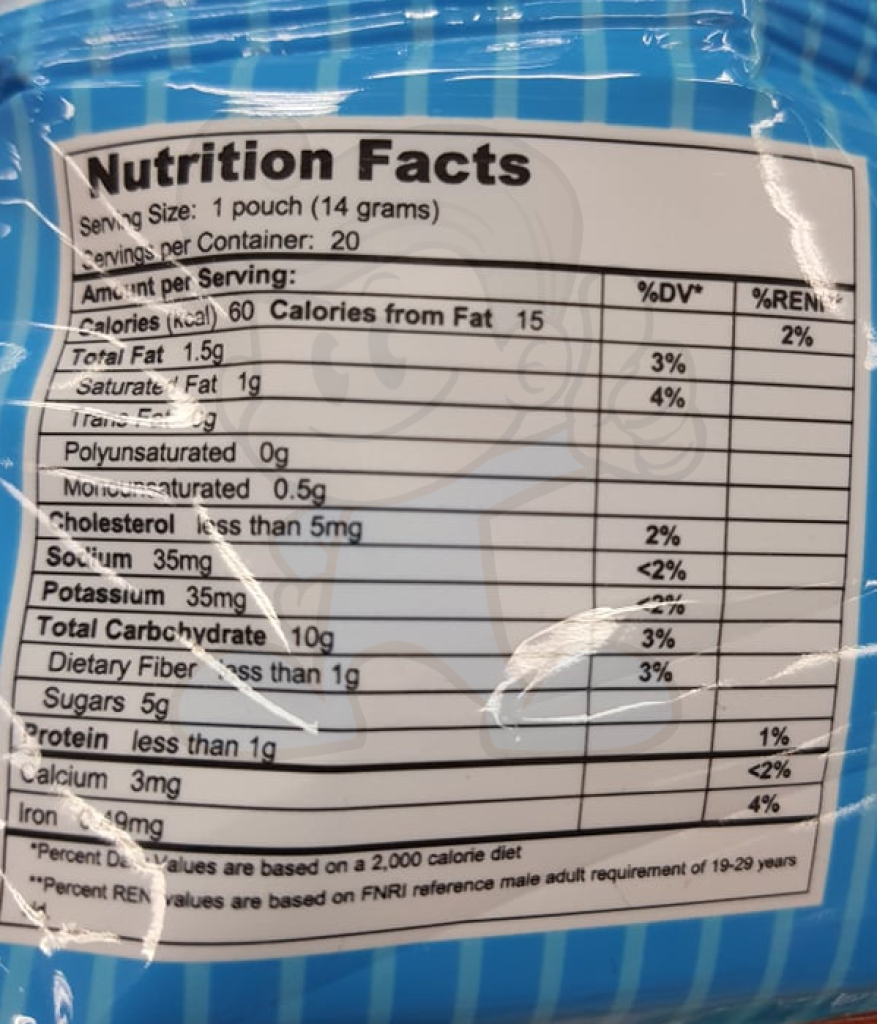 Nutrition Facts
Serving Size: 1 pouch (14 grams)
Servings per Container: 20
Amount per Serving: %DV* %RENI**
Calories (kcal) 60 Calories from Fat 15 2%
Total Fat 1.5g 3%
Saturated Fat 1g 4%
Trans Fat 0g
Polyunsaturated 0g
Monounsaturated 0.5g
Cholesterol less than 5mg 2%
Sodium 35mg <2%
Potassium 35mg <2%
Total Carbohydrate 10g 3%
Dietary Fiber less than 1g 3%
Sugars 5g
Protein less than 1g 1%
Calcium 3mg <2%
Iron 4%
*Percent Daily Values are based on a 2,000 calorie diet
**Percent RENI values are based on FNRI reference male adult requirement of 19-29 years